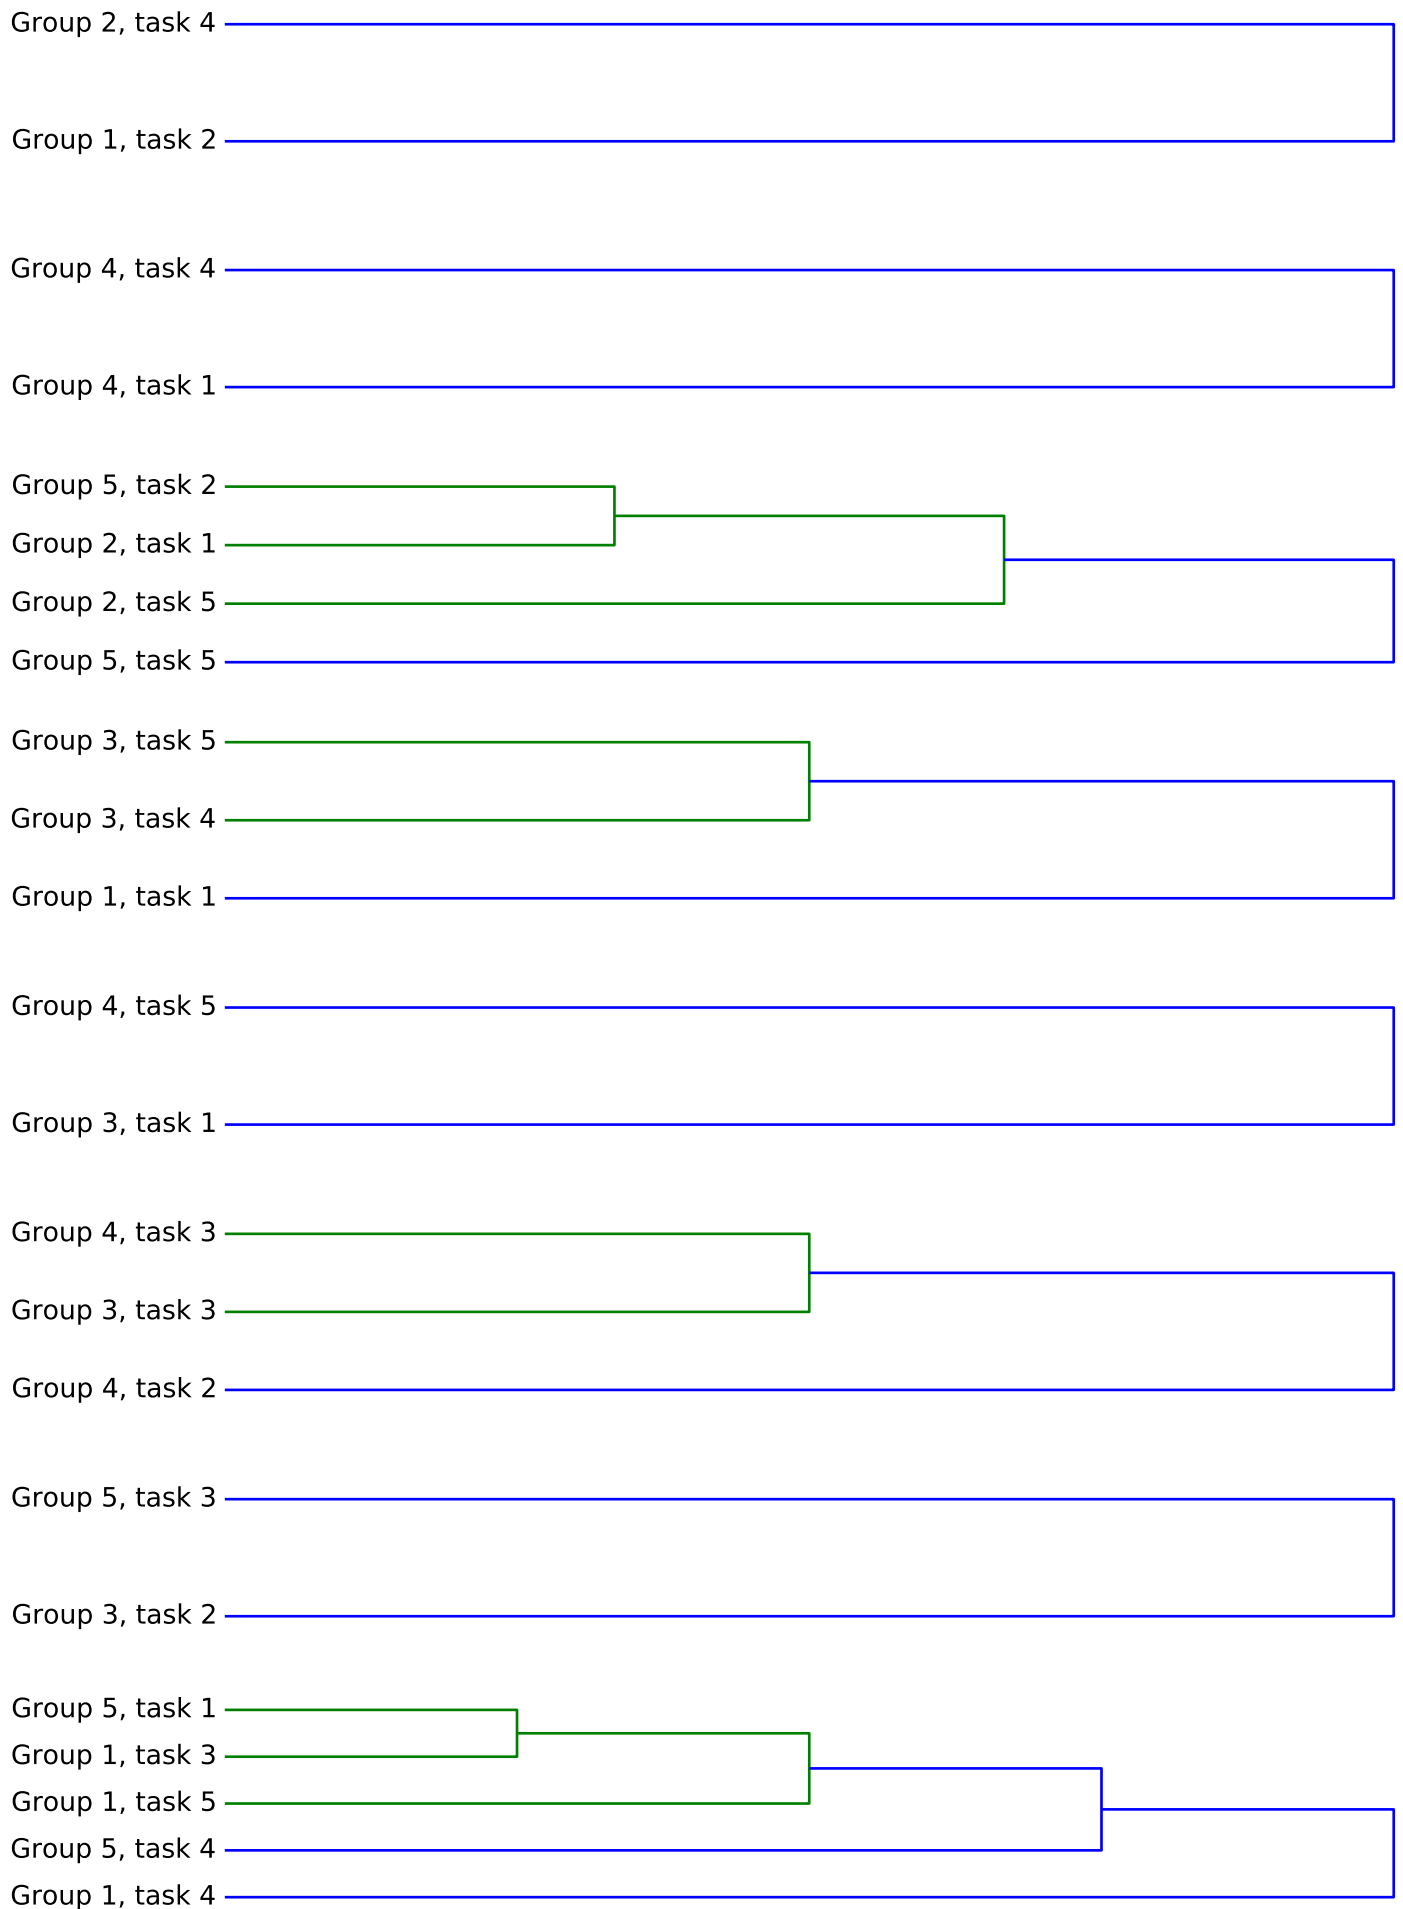 Group 2, task 4
Group 1, task 2
Group 4, task 4
Group 4, task 1
Group 5, task 2
Group 2, task 1
Group 2, task 5
Group 5, task 5
Group 3, task 5
Group 3, task 4
Group 1, task 1
Group 4, task 5
Group 3, task 1
Group 4, task 3
Group 3, task 3
Group 4, task 2
Group 5, task 3
Group 3, task 2
Group 5, task 1
Group 1, task 3
Group 1, task 5
Group 5, task 4
Group 1, task 4